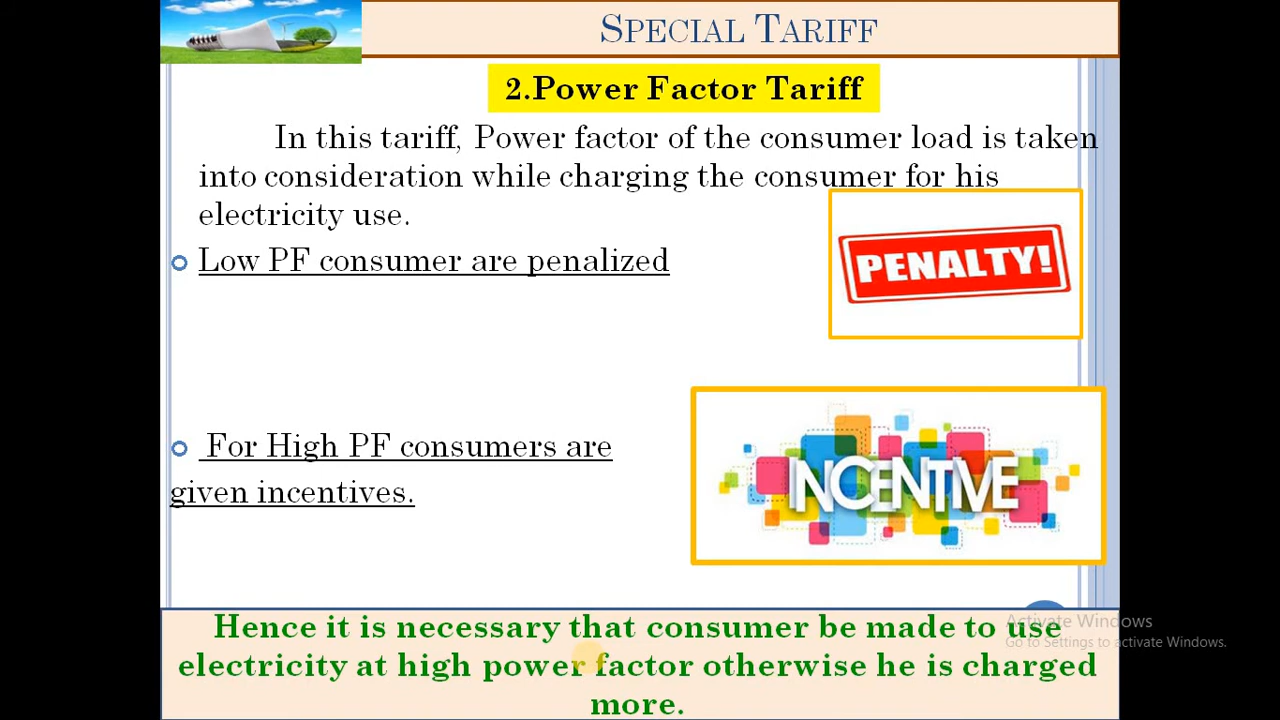 SPECIAL TARIFF
2.Power Factor Tariff
In this tariff, Power factor of the consumer load is taken
into consideration while charging the consumer for his
electricity use.
Low PF consumer are penalized
PENALTY!
For High PF consumers are
given incentives.
INCENTIVE
Hence it is necessary that consumer be made to use
electricity at high power factor otherwise he is charged
more.
Activate Windows
Go to Settings to activate Windows.